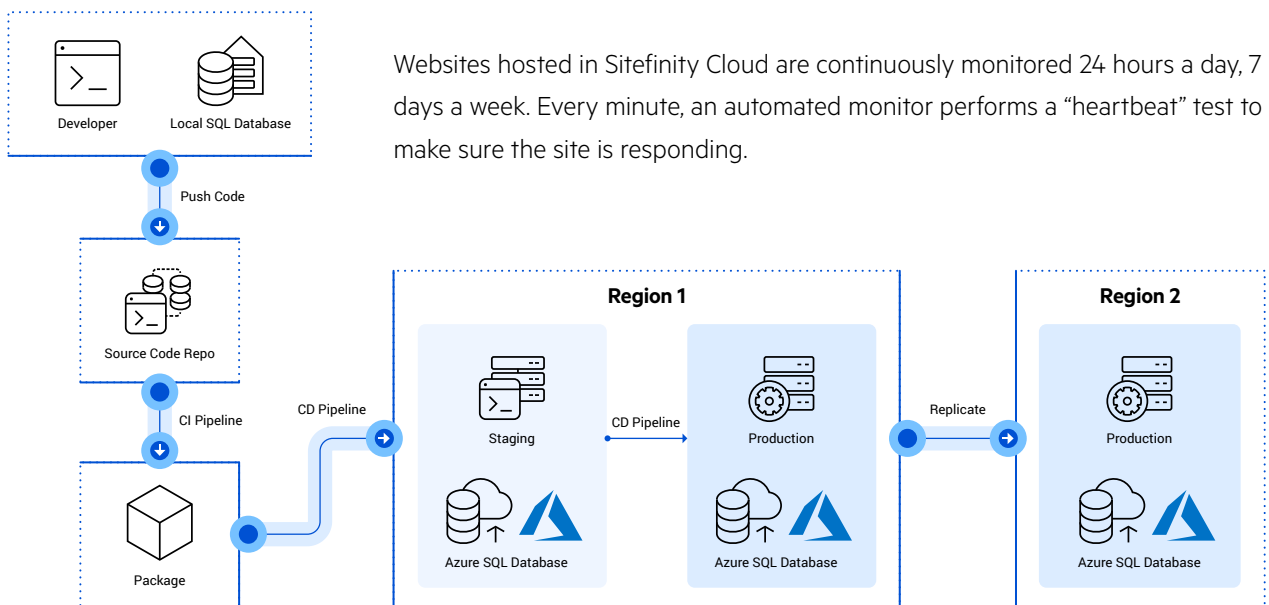 Developer
Local SQL Database
Websites hosted in Sitefinity Cloud are continuously monitored 24 hours a day, 7
days a week. Every minute, an automated monitor performs a “heartbeat” test to
make sure the site is responding.
Push Code
Source Code Repo
CI Pipeline
Package
CD Pipeline
Region 1
Staging
Azure SQL Database
CD Pipeline
Production
Azure SQL Database
Replicate
Region 2
Production
Azure SQL Database